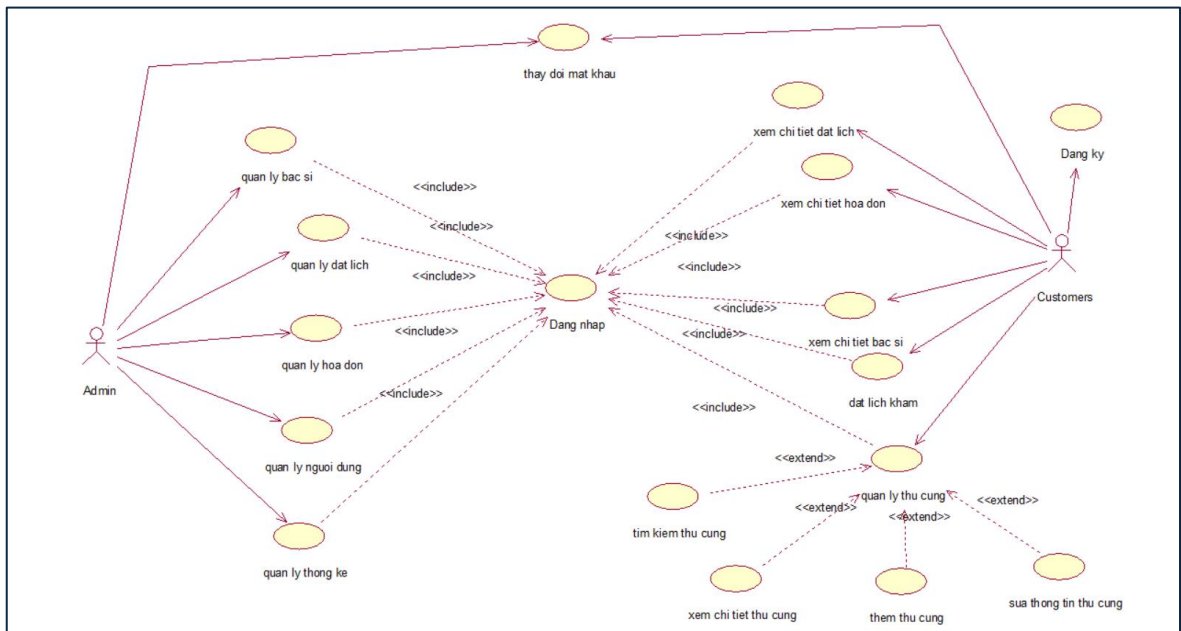 thay doi mat khau
xem chi tiet dat lich
Dang ky
quan ly bac si
<<include>>
xem chi tiet hoa don
<<include>>
<<include>>
quan ly dat lich
<<include>>
<<include>>
Customers
<<include>>
<<include>>
Dang nhap
xem chi tiet bac si
quan ly hoa don
<<include>>
Admin
<<include>>
dat lich kham
<<include>>
<<extend>>
quan ly nguoi dung
quan ly thu cung
<<extend>>
<<extend>>
<<extend>>
tim kiem thu cung
quan ly thong ke
xem chi tiet thu cung
them thu cung
sua thong tin thu cung